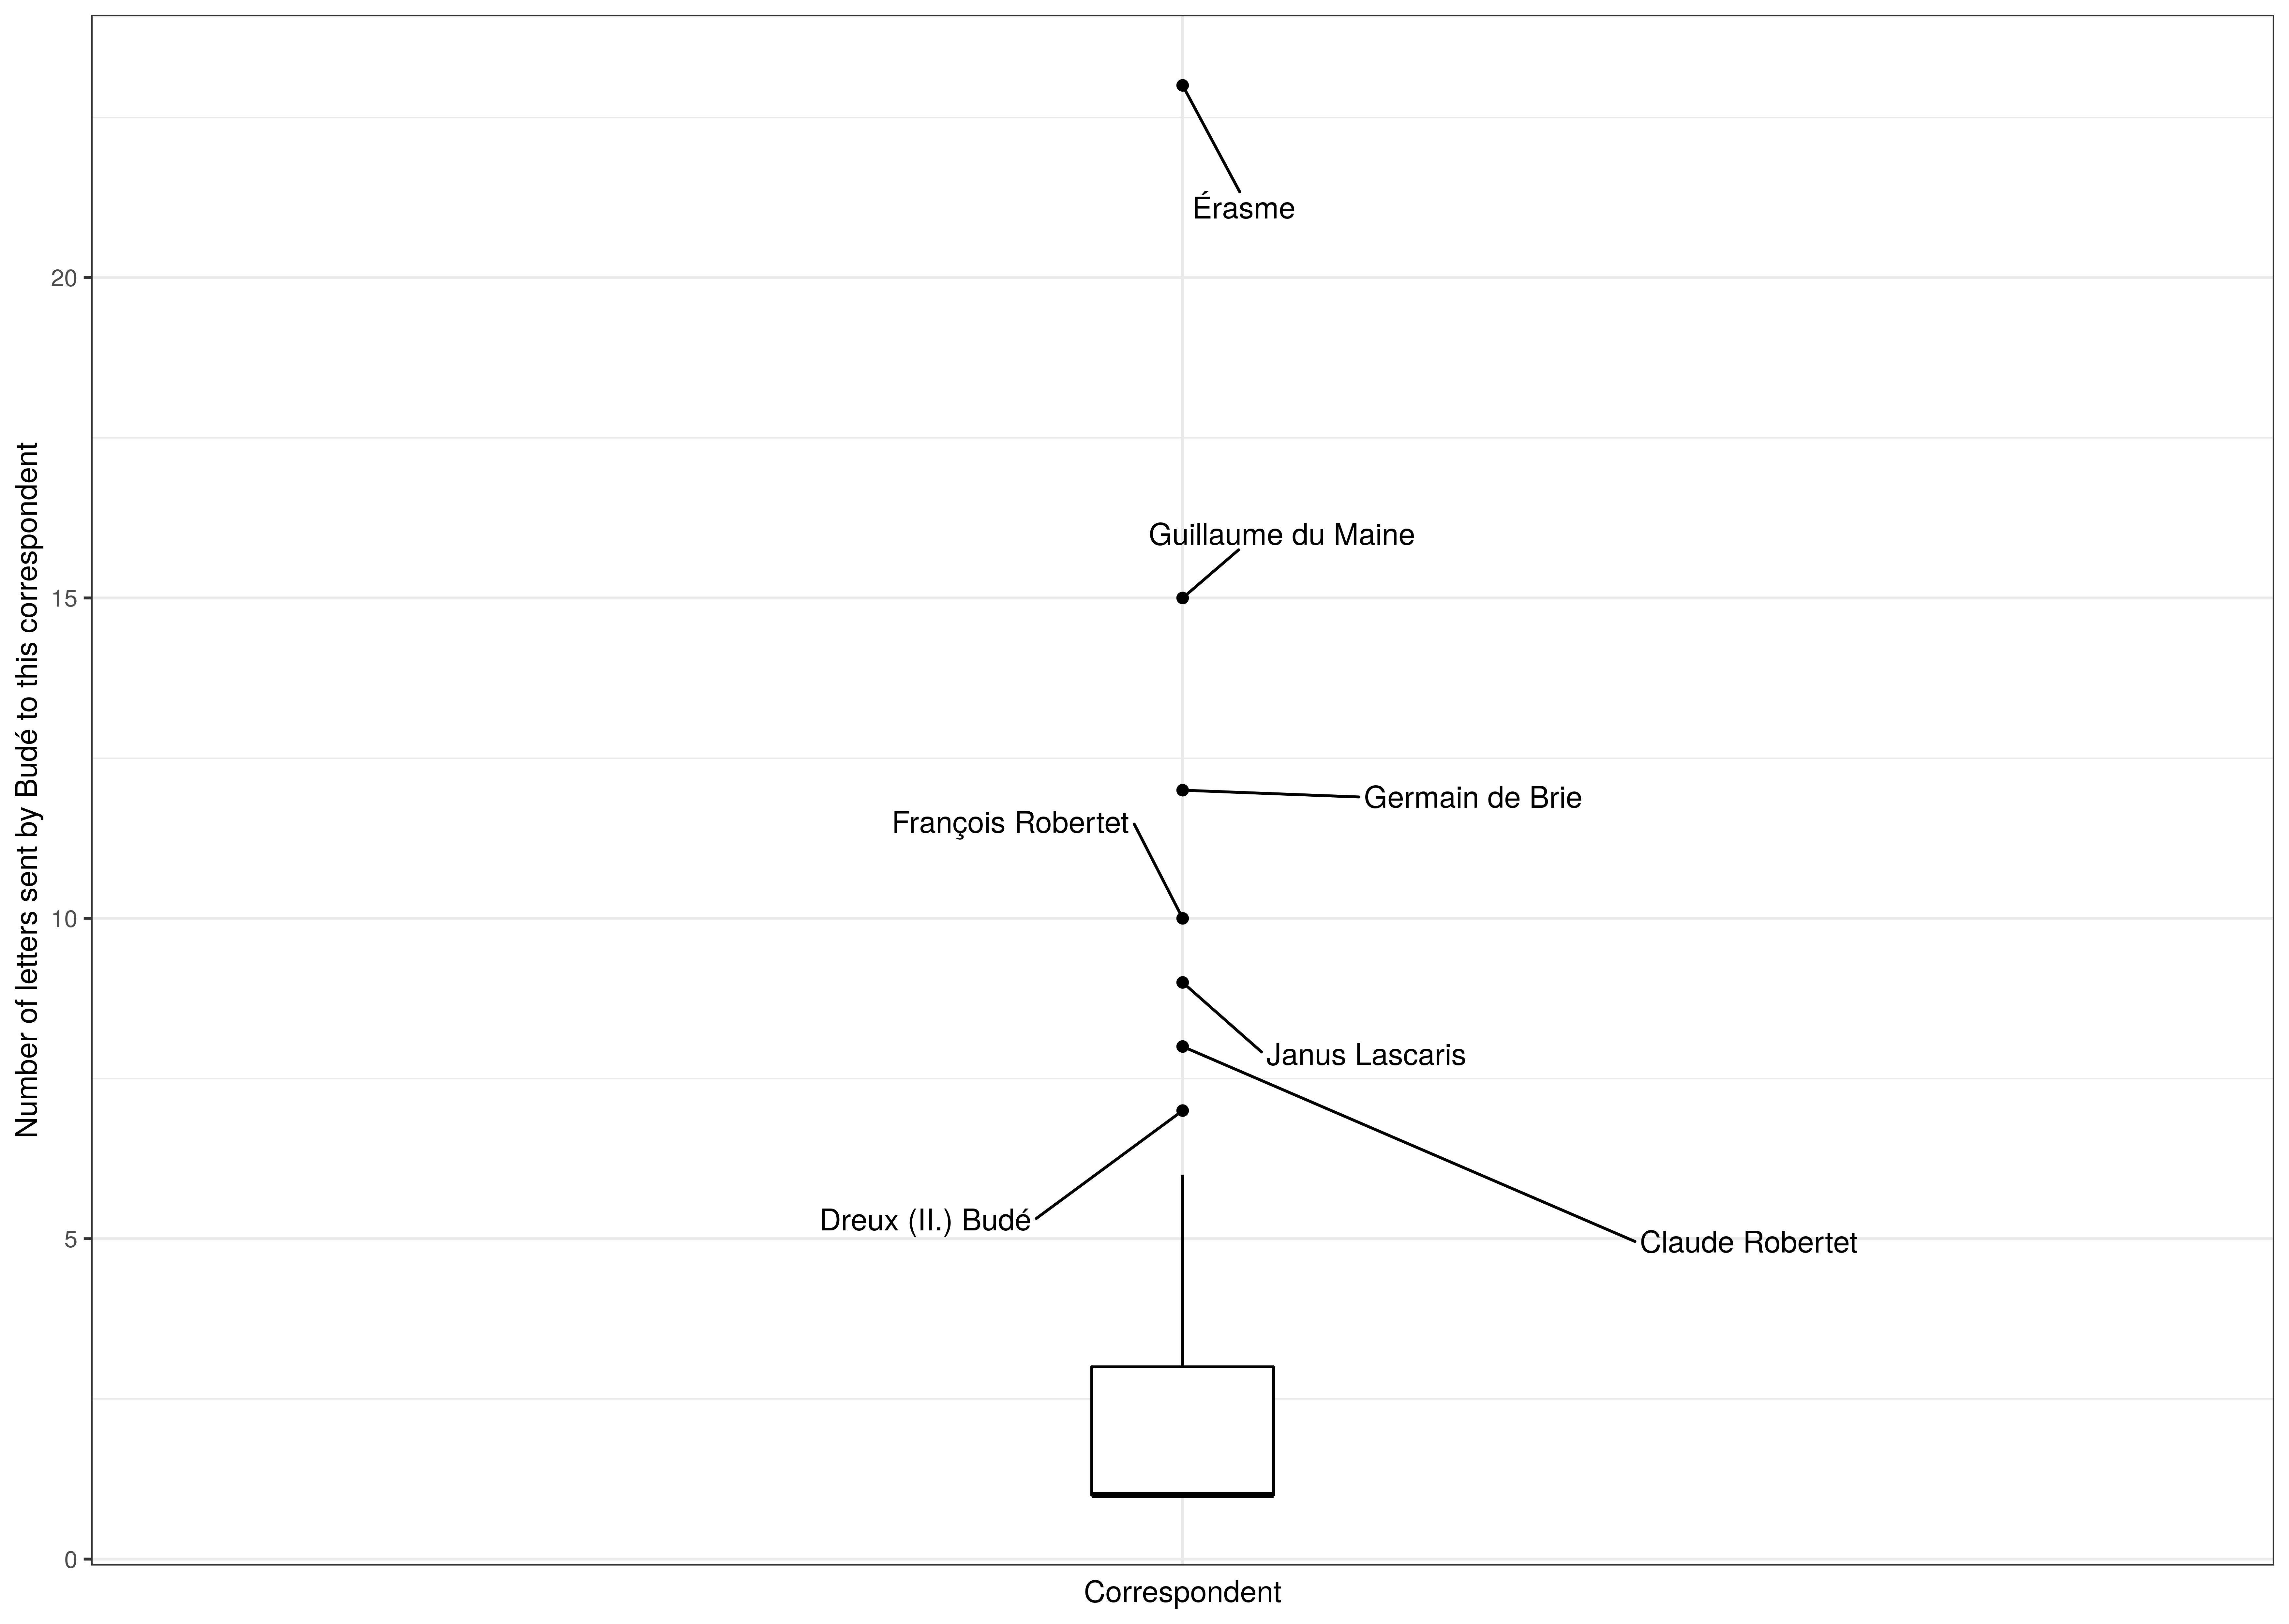 Érasme
20
Guillaume du Maine
15
Germain de Brie
François Robertet
10
Janus Lascaris
Dreux (II.) Budé
5
Claude Robertet
0
Correspondent
Number of letters sent by Budé to this correspondent